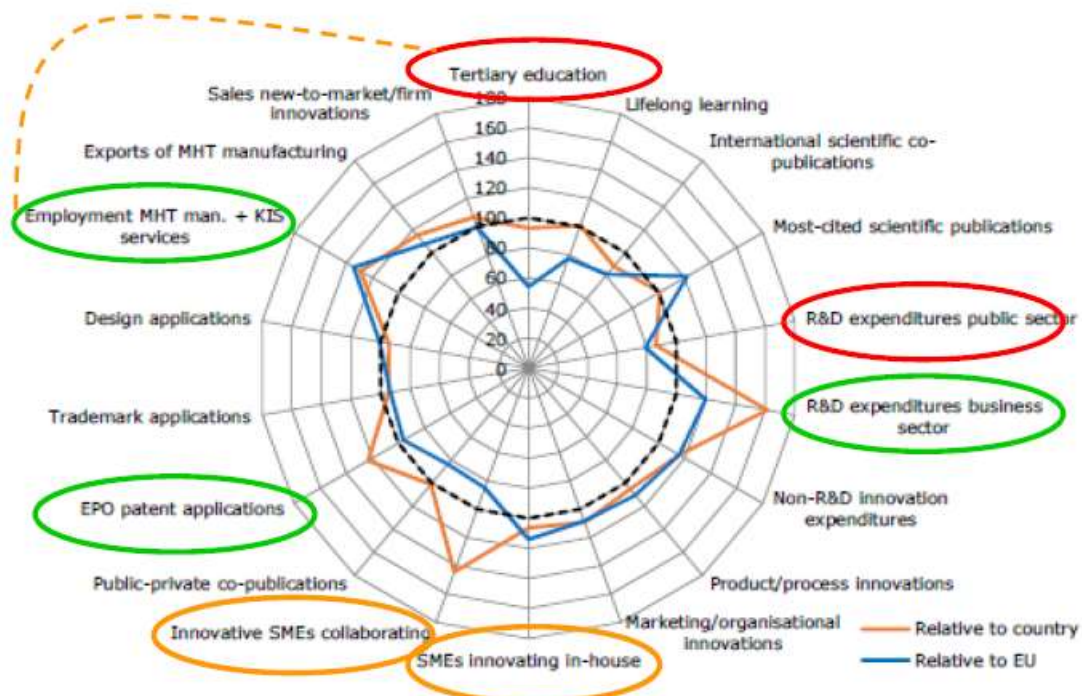 Tertiary education
Sales new-to-market/firm
innovations
Lifelong learning
International scientific co-
publications
Exports of MHT manufacturing
Employment MHT man. + KIS
services
Most-cited scientific publications
Design applications
R&D expenditures public sector
Trademark applications
R&D expenditures business
sector
EPO patent applications
Non-R&D innovation
expenditures
Public-private co-publications
Product/process innovations
Innovative SMEs collaborating
Marketing/organisational
innovations
SMEs innovating in-house
180
160
140
120
100
80
60
40
20
0
Relative to country
Relative to EU